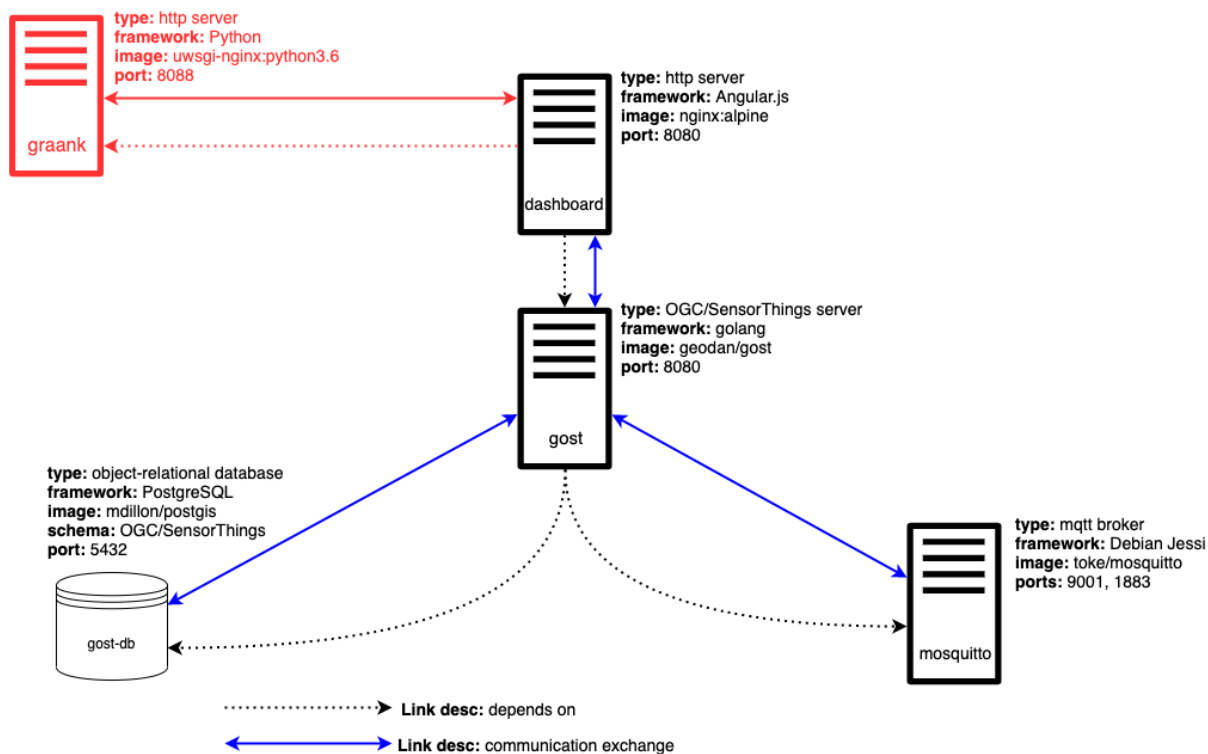 type: http server
framework: Python
image: uwsgi-nginx:python3.6
port: 8088
graank
type: http server
framework: Angular.js
image: nginx:alpine
port: 8080
dashboard
type: OGC/SensorThings server
framework: golang
image: geodan/gost
port: 8080
gost
type: object-relational database
framework: PostgreSQL
image: mdillon/postgis
schema: OGC/SensorThings
port: 5432
gost-db
type: mqtt broker
framework: Debian Jessi
image: toke/mosquitto
ports: 9001, 1883
mosquitto
Link desc: depends on
Link desc: communication exchange